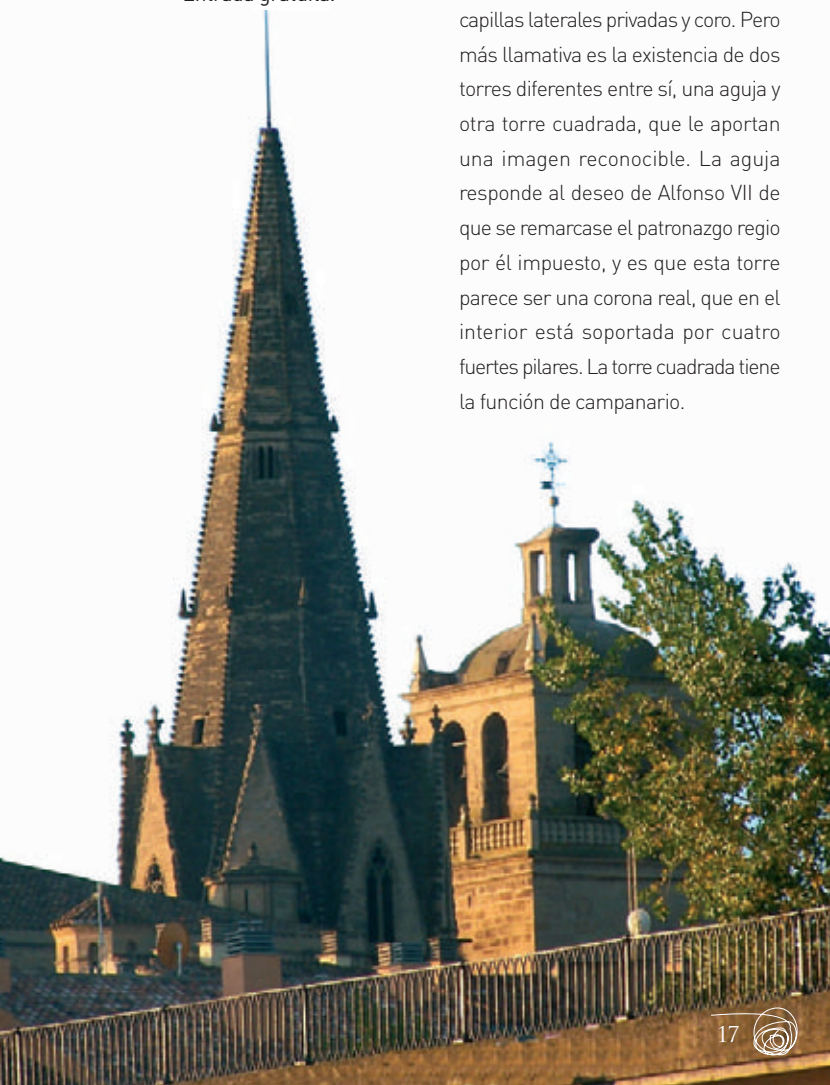 Entrada gratuita.
capillas laterales privadas y coro. Pero
más llamativa es la existencia de dos
torres diferentes entre sí, una aguja y
otra torre cuadrada, que le aportan
una imagen reconocible. La aguja
responde al deseo de Alfonso VII de
que se remarcase el patronazgo regio
por él impuesto, y es que esta torre
parece ser una corona real, que en el
interior está soportada por cuatro
fuertes pilares. La torre cuadrada tiene
la función de campanario.
17